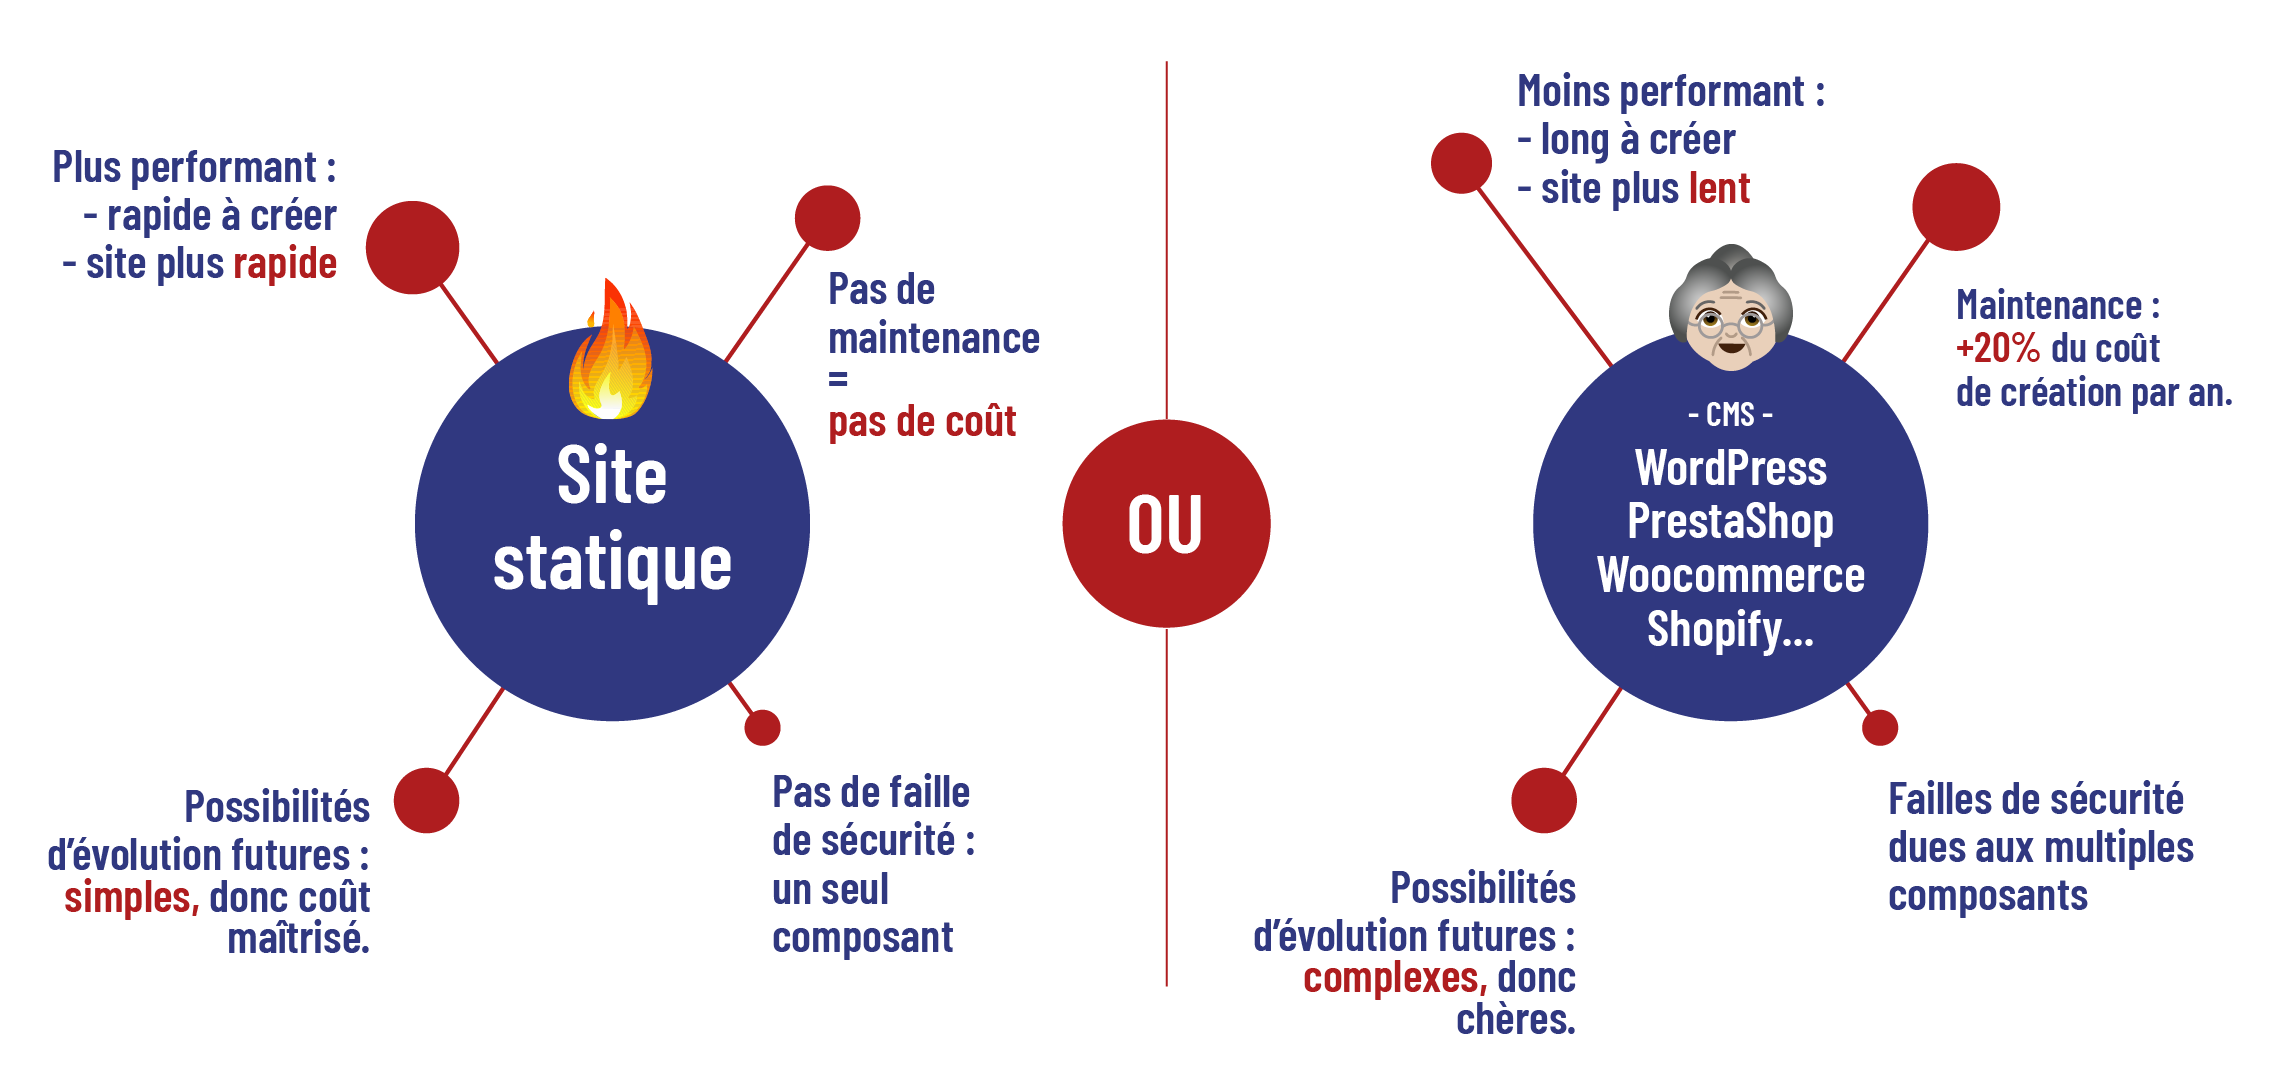 Plus performant :
- rapide à créer
- site plus rapide
Pas de
maintenance
=
pas de coût
Site
statique
Possibilités
d’évolution futures :
simples, donc coût
maîtrisé.
Pas de faille
de sécurité :
un seul
composant
OU
Moins performant :
- long à créer
- site plus lent
Maintenance :
+20% du coût
de création par an.
- CMS -
WordPress
PrestaShop
Woocommerce
Shopify...
Possibilités
d’évolution futures :
complexes, donc
chères.
Failles de sécurité
dues aux multiples
composants